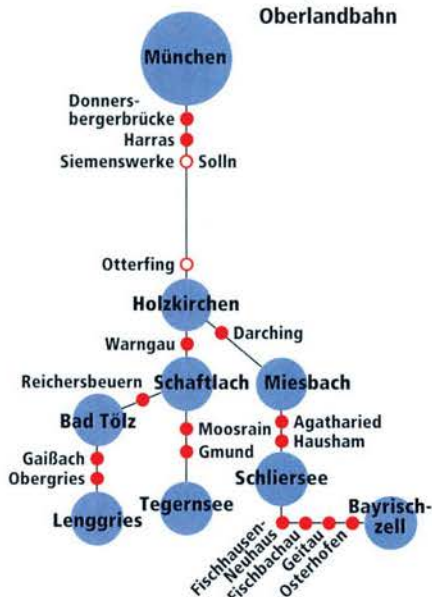 Oberlandbahn
München
Donners-
bergerbrücke
Harras
Siemenswerke Solln
Otterfing
Holzkirchen
Darching
Warngau
Reichersbeuern
Schaftlach
Miesbach
Bad Tölz
Moosrain
Agatharied
Gmund
Hausham
Gaißach
Obergries
Schliersee
Lenggries
Tegernsee
Bayrisch-
zell
Fischhausen-
Neuhaus
Fischbachau
Geitau
Osterhofen